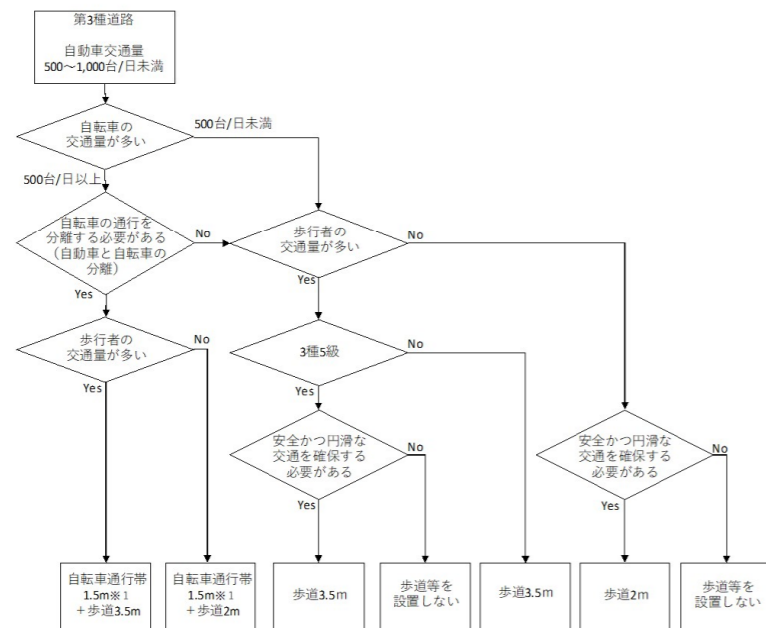 第3種道路
自動車交通量
500～1,000台/日未満
自転車の
交通量が多い
500台/日未満
500台/日以上
自転車の通行を
分離する必要がある
（自動車と自転車の
分離）
No
Yes
歩行者の
交通量が多い
No
Yes
歩行者の
交通量が多い
No
Yes
3種5級
No
Yes
安全かつ円滑な
交通を確保する
必要がある
No
Yes
安全かつ円滑な
交通を確保する
必要がある
No
Yes
自転車通行帯
1.5m※1
＋歩道3.5m
自転車通行帯
1.5m※1
＋歩道2m
歩道3.5m
歩道等を
設置しない
歩道3.5m
歩道2m
歩道等を
設置しない